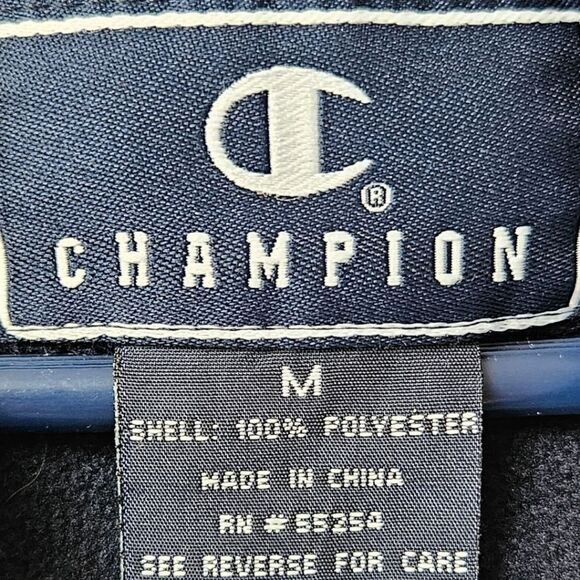 C®
CHAMPION
M
SHELL: 100% POLYESTER
MADE IN CHINA
RN #55254
SEE REVERSE FOR CARE